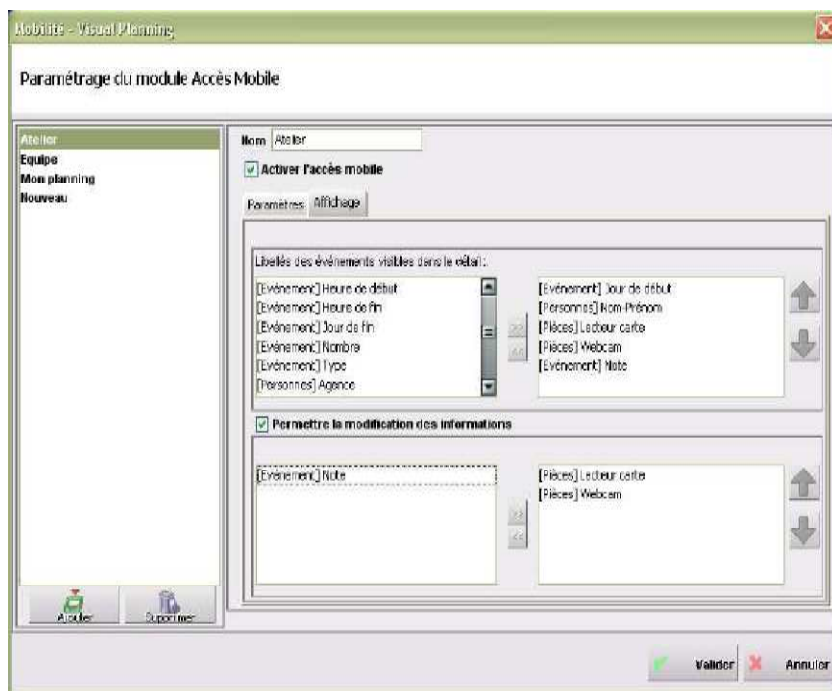 Mobilité - Visual Planning
Paramétrage du module Accès Mobile
Atelier
Equipe
Mon planning
Nouveau
Nom Atelier
Activer l'accès mobile
Paramètres Affichage
Libellés des événements visibles dans le détail :
[Evénement] Heure de début
[Evénement] Heure de fin
[Evénement] Jour de fin
[Evénement] Nombre
[Evénement] Type
[Personnes] Agence
>>
<<
[Evénement] Jour de début
[Personnes] Nom-Prénom
[Pièces] Lecteur carte
[Pièces] Webcam
[Evénement] Note
Permettre la modification des informations
[Evénement] Note
>>
<<
[Pièces] Lecteur carte
[Pièces] Webcam
Ajouter Supprimer
Valider Annuler